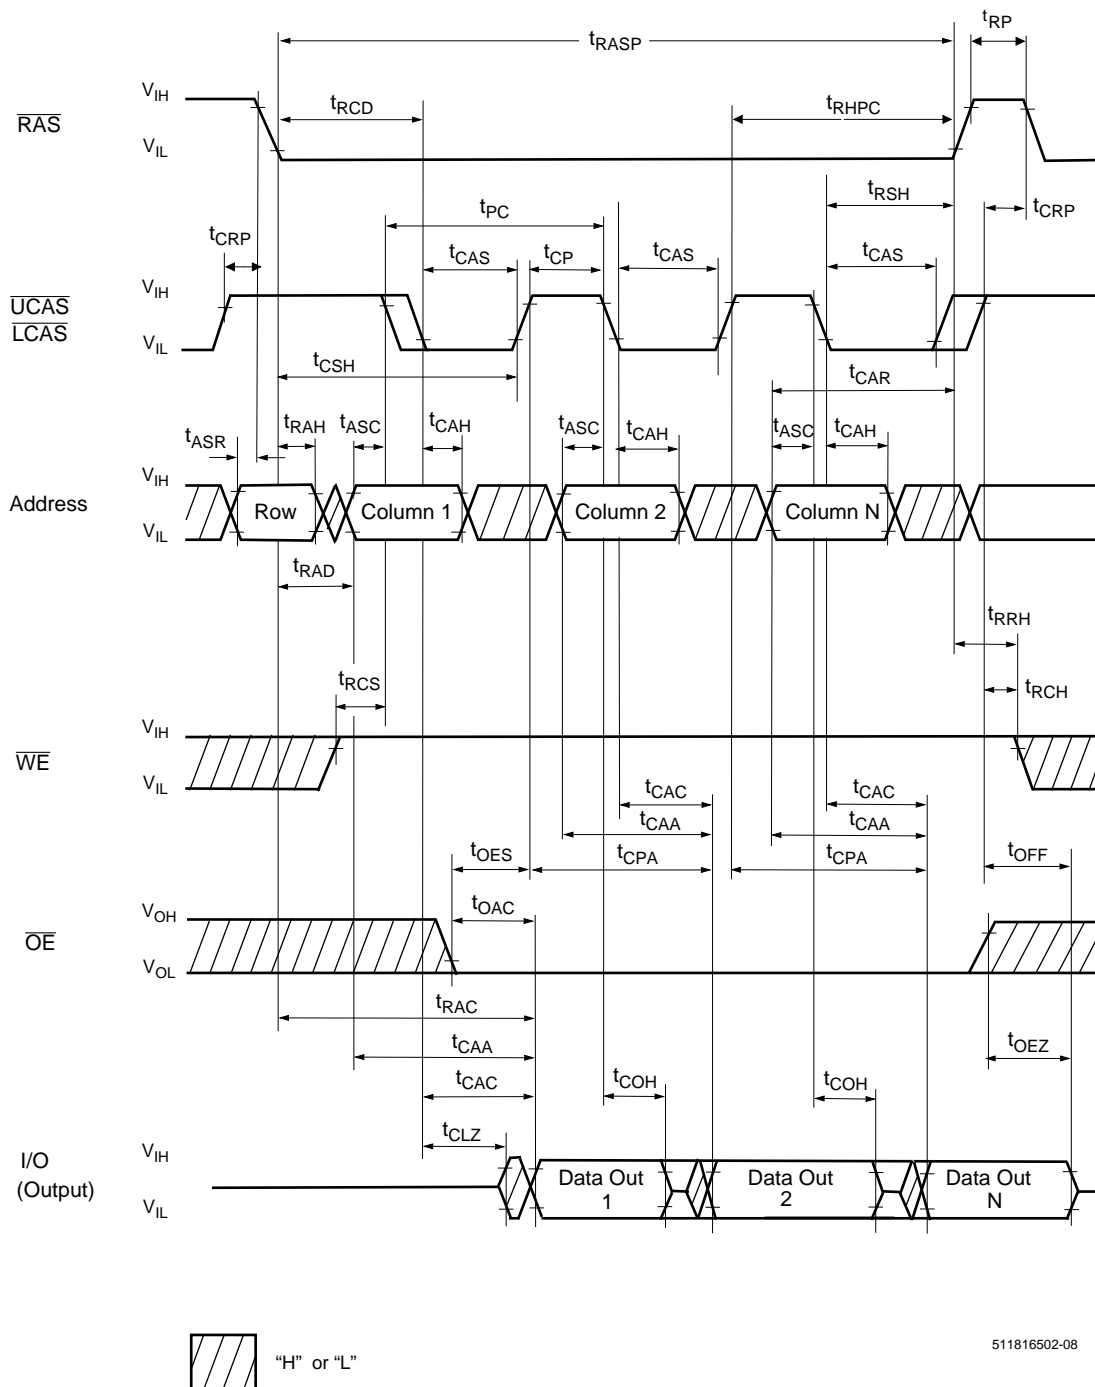 tRP
tRASP
VIH
tRCD
tRHPC
RAS
VIL
tRSH
tPC
tCRP
tCRP
tCAS
tCP
tCAS
tCAS
VIH
UCAS
LCAS
VIL
tCSH
tCAR
tRAH
tASC
tCAH
tASC
tCAH
tASC
tCAH
tASR
VIH
Address
Row
Column 1
Column 2
Column N
VIL
tRAD
tRRH
tRCS
tRCH
VIH
WE
VIL
tCAC
tCAC
tCAA
tCAA
tOES
tCPA
tCPA
tOFF
tOAC
VOH
OE
VOL
tRAC
tCAA
tOEZ
tCAC
tCOH
tCOH
tCLZ
I/O
(Output)
VIH
Data Out
1
Data Out
2
Data Out
N
VIL
511816502-08
“H” or “L”